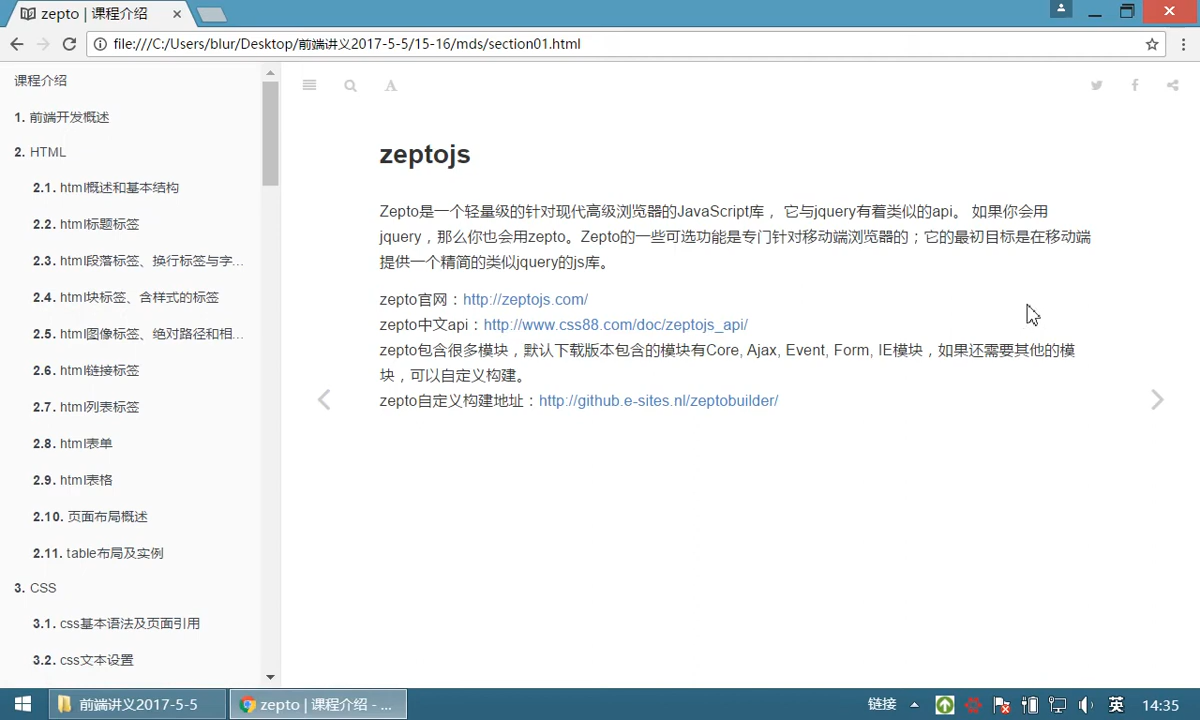 zepto | 课程介绍
file:///C:/Users/blur/Desktop/前端讲义2017-5-5/15-16/mds/section01.html
课程介绍
1. 前端开发概述
2. HTML
2.1. html概述和基本结构
2.2. html标题标签
2.3. html段落标签、换行标签与字...
2.4. html块标签、含样式的标签
2.5. html图像标签、绝对路径和相...
2.6. html链接标签
2.7. html列表标签
2.8. html表单
2.9. html表格
2.10. 页面布局概述
2.11. table布局及实例
3. CSS
3.1. css基本语法及页面引用
3.2. css文本设置
A
zeptojs
Zepto是一个轻量级的针对现代高级浏览器的JavaScript库， 它与jquery有着类似的api。 如果你会用
jquery，那么你也会用zepto。Zepto的一些可选功能是专门针对移动端浏览器的；它的最初目标是在移动端
提供一个精简的类似jquery的js库。
zepto官网：http://zeptojs.com/
zepto中文api：http://www.css88.com/doc/zeptojs_api/
zepto包含很多模块，默认下载版本包含的模块有Core, Ajax, Event, Form, IE模块，如果还需要其他的模
块，可以自定义构建。
zepto自定义构建地址：http://github.e-sites.nl/zeptobuilder/
前端讲义2017-5-5
zepto | 课程介绍 - ...
链接
英
14:35